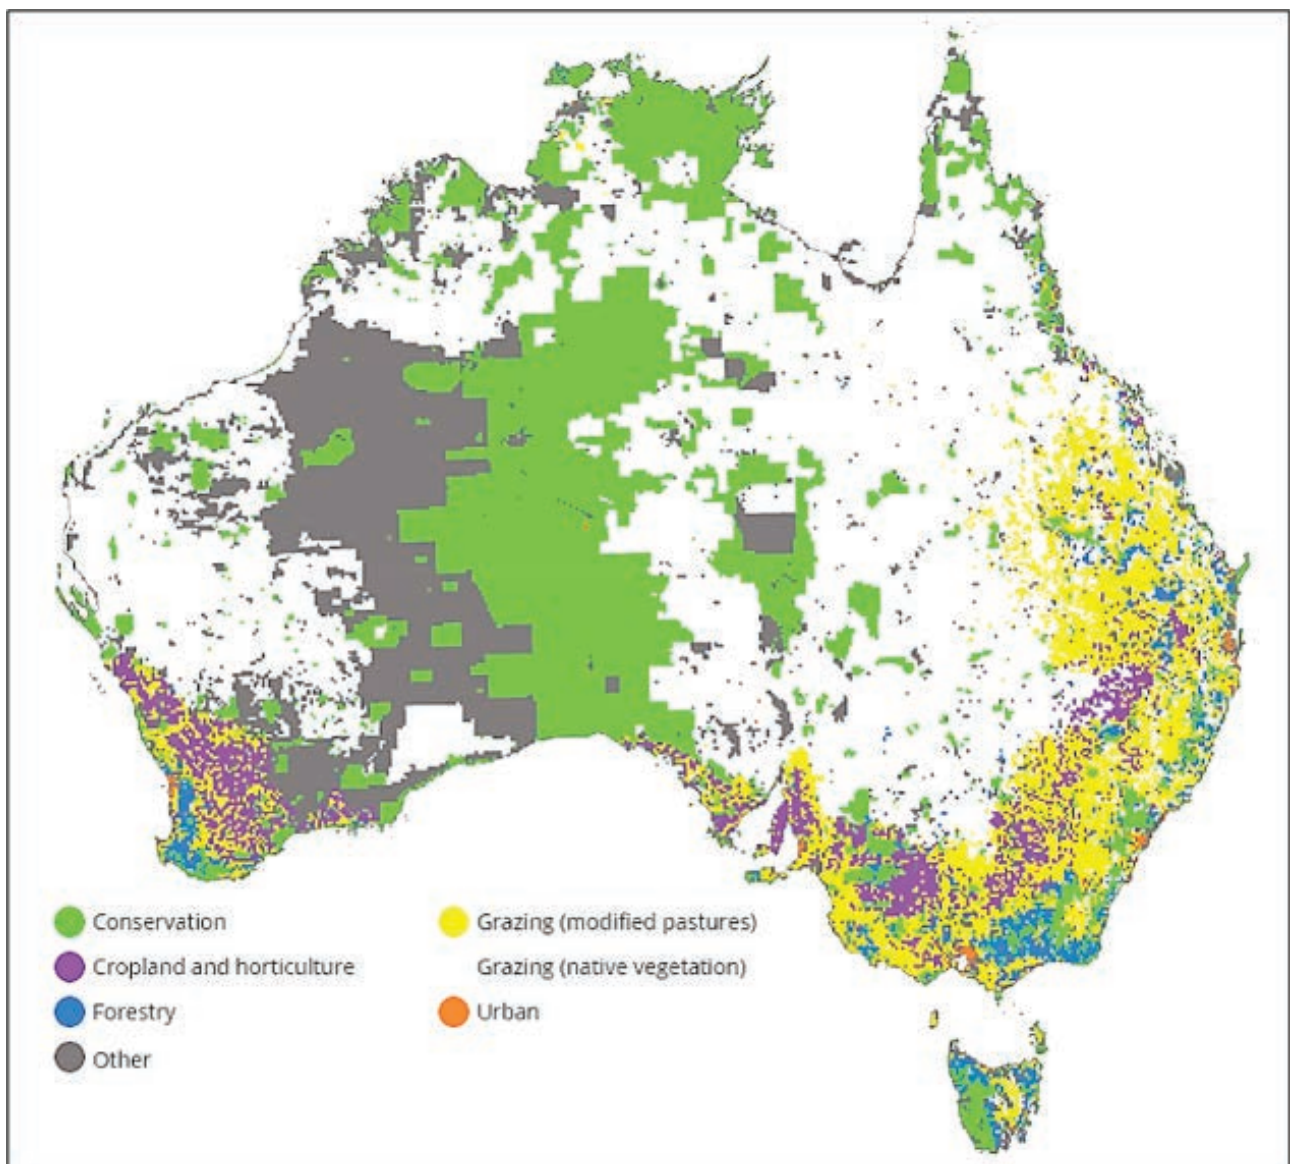 Conservation
Cropland and horticulture
Forestry
Other
Grazing (modified pastures)
Grazing (native vegetation)
Urban